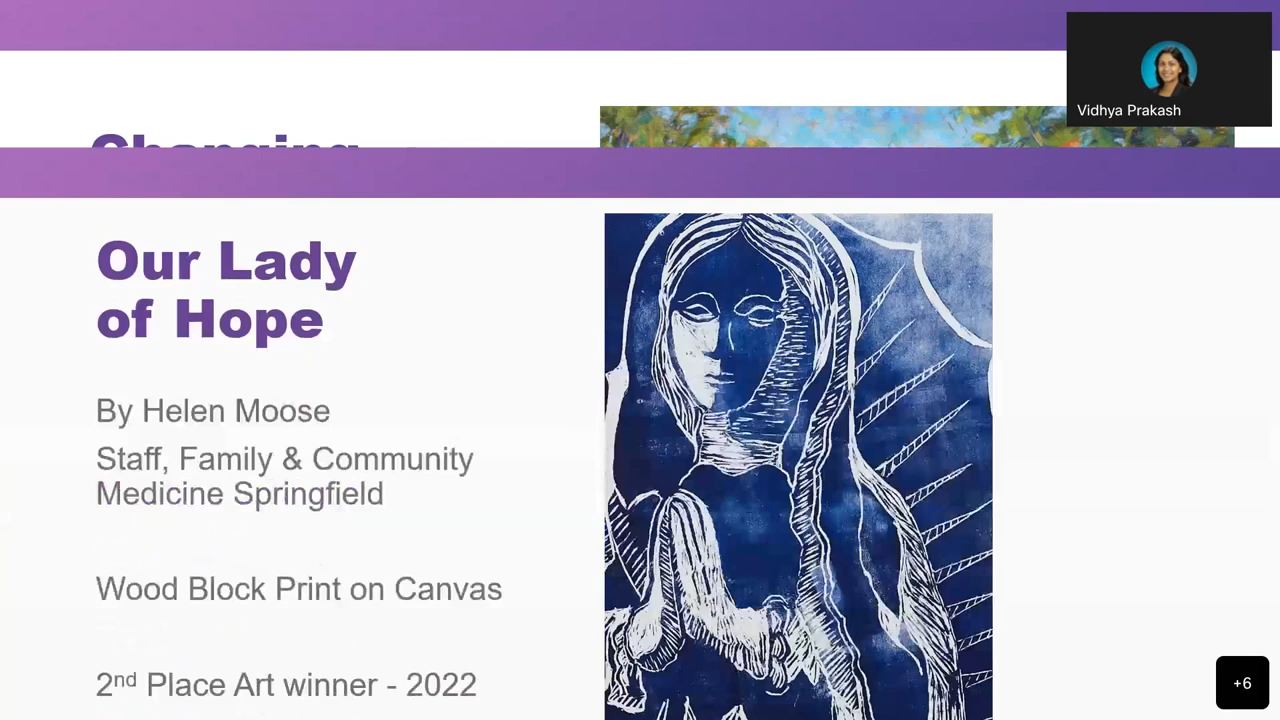 Vidhya Prakash
Changing
Our Lady
of Hope
By Helen Moose
Staff, Family & Community
Medicine Springfield
Wood Block Print on Canvas
2nd Place Art winner - 2022
+6